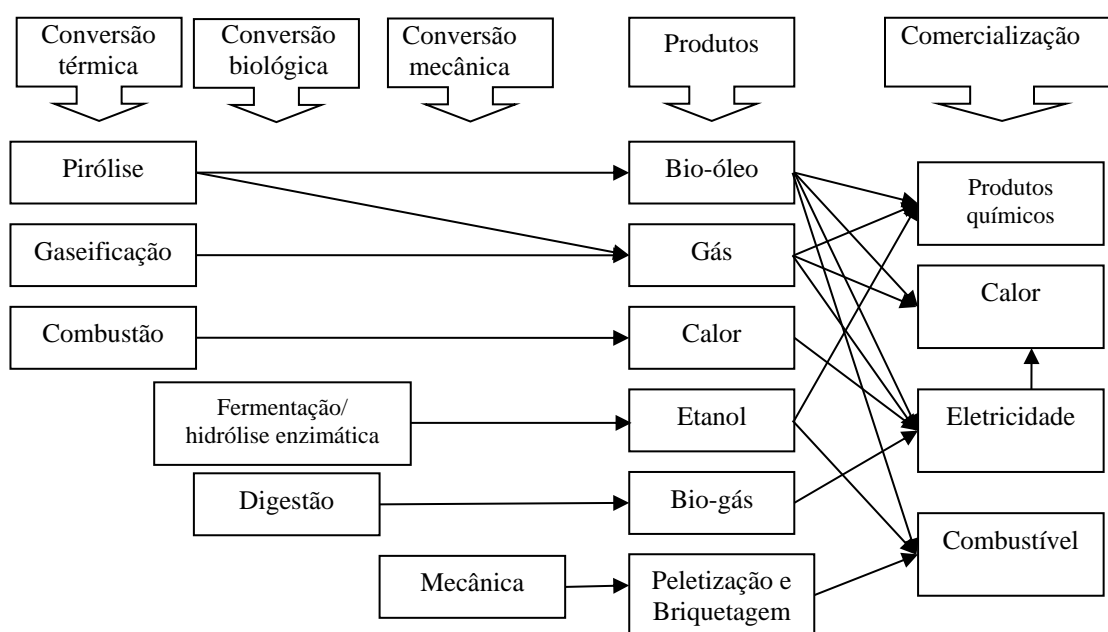 Conversão
térmica
Conversão
biológica
Conversão
mecânica
Produtos
Comercialização
Pirólise
Bio-óleo
Produtos
químicos
Gaseificação
Gás
Calor
Combustão
Calor
Fermentação/
hidrólise enzimática
Etanol
Eletricidade
Digestão
Bio-gás
Combustível
Mecânica
Peletização e
Briquetagem